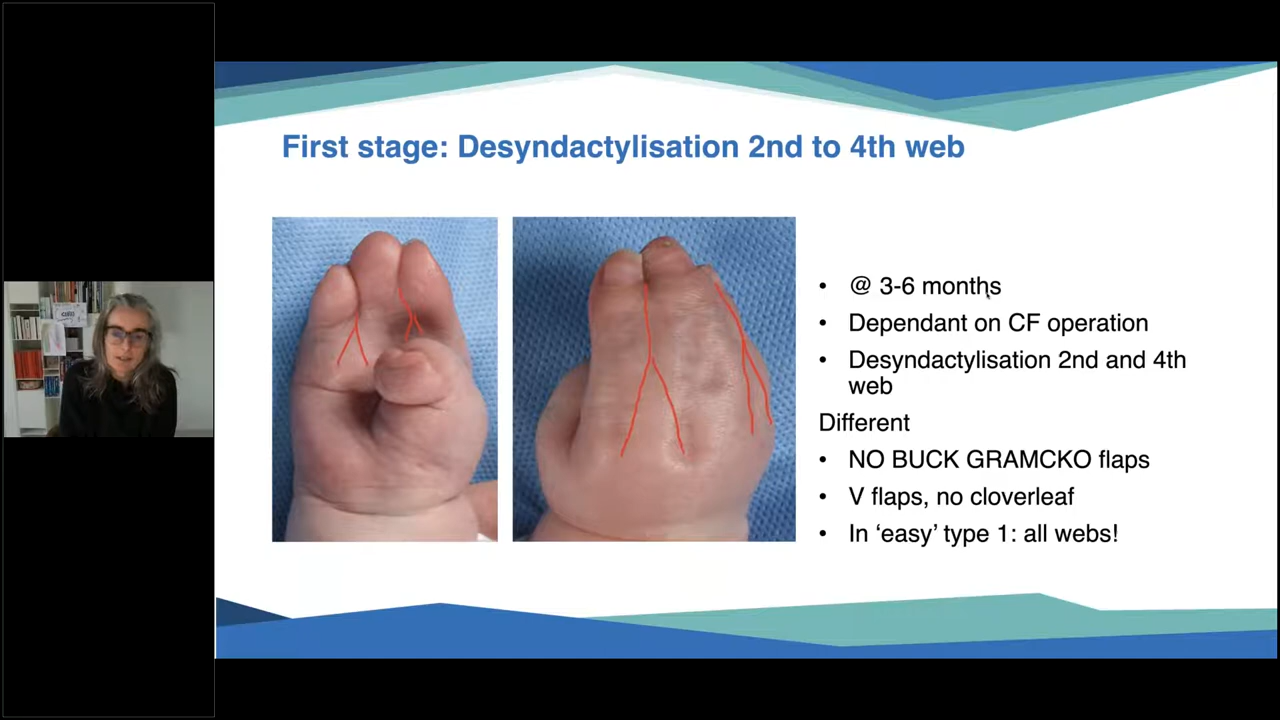 First stage: Desyndactylisation 2nd to 4th web
• @ 3-6 months
• Dependant on CF operation
• Desyndactylisation 2nd and 4th
web
Different
• NO BUCK GRAMCKO flaps
• V flaps, no cloverleaf
• In ‘easy’ type 1: all webs!